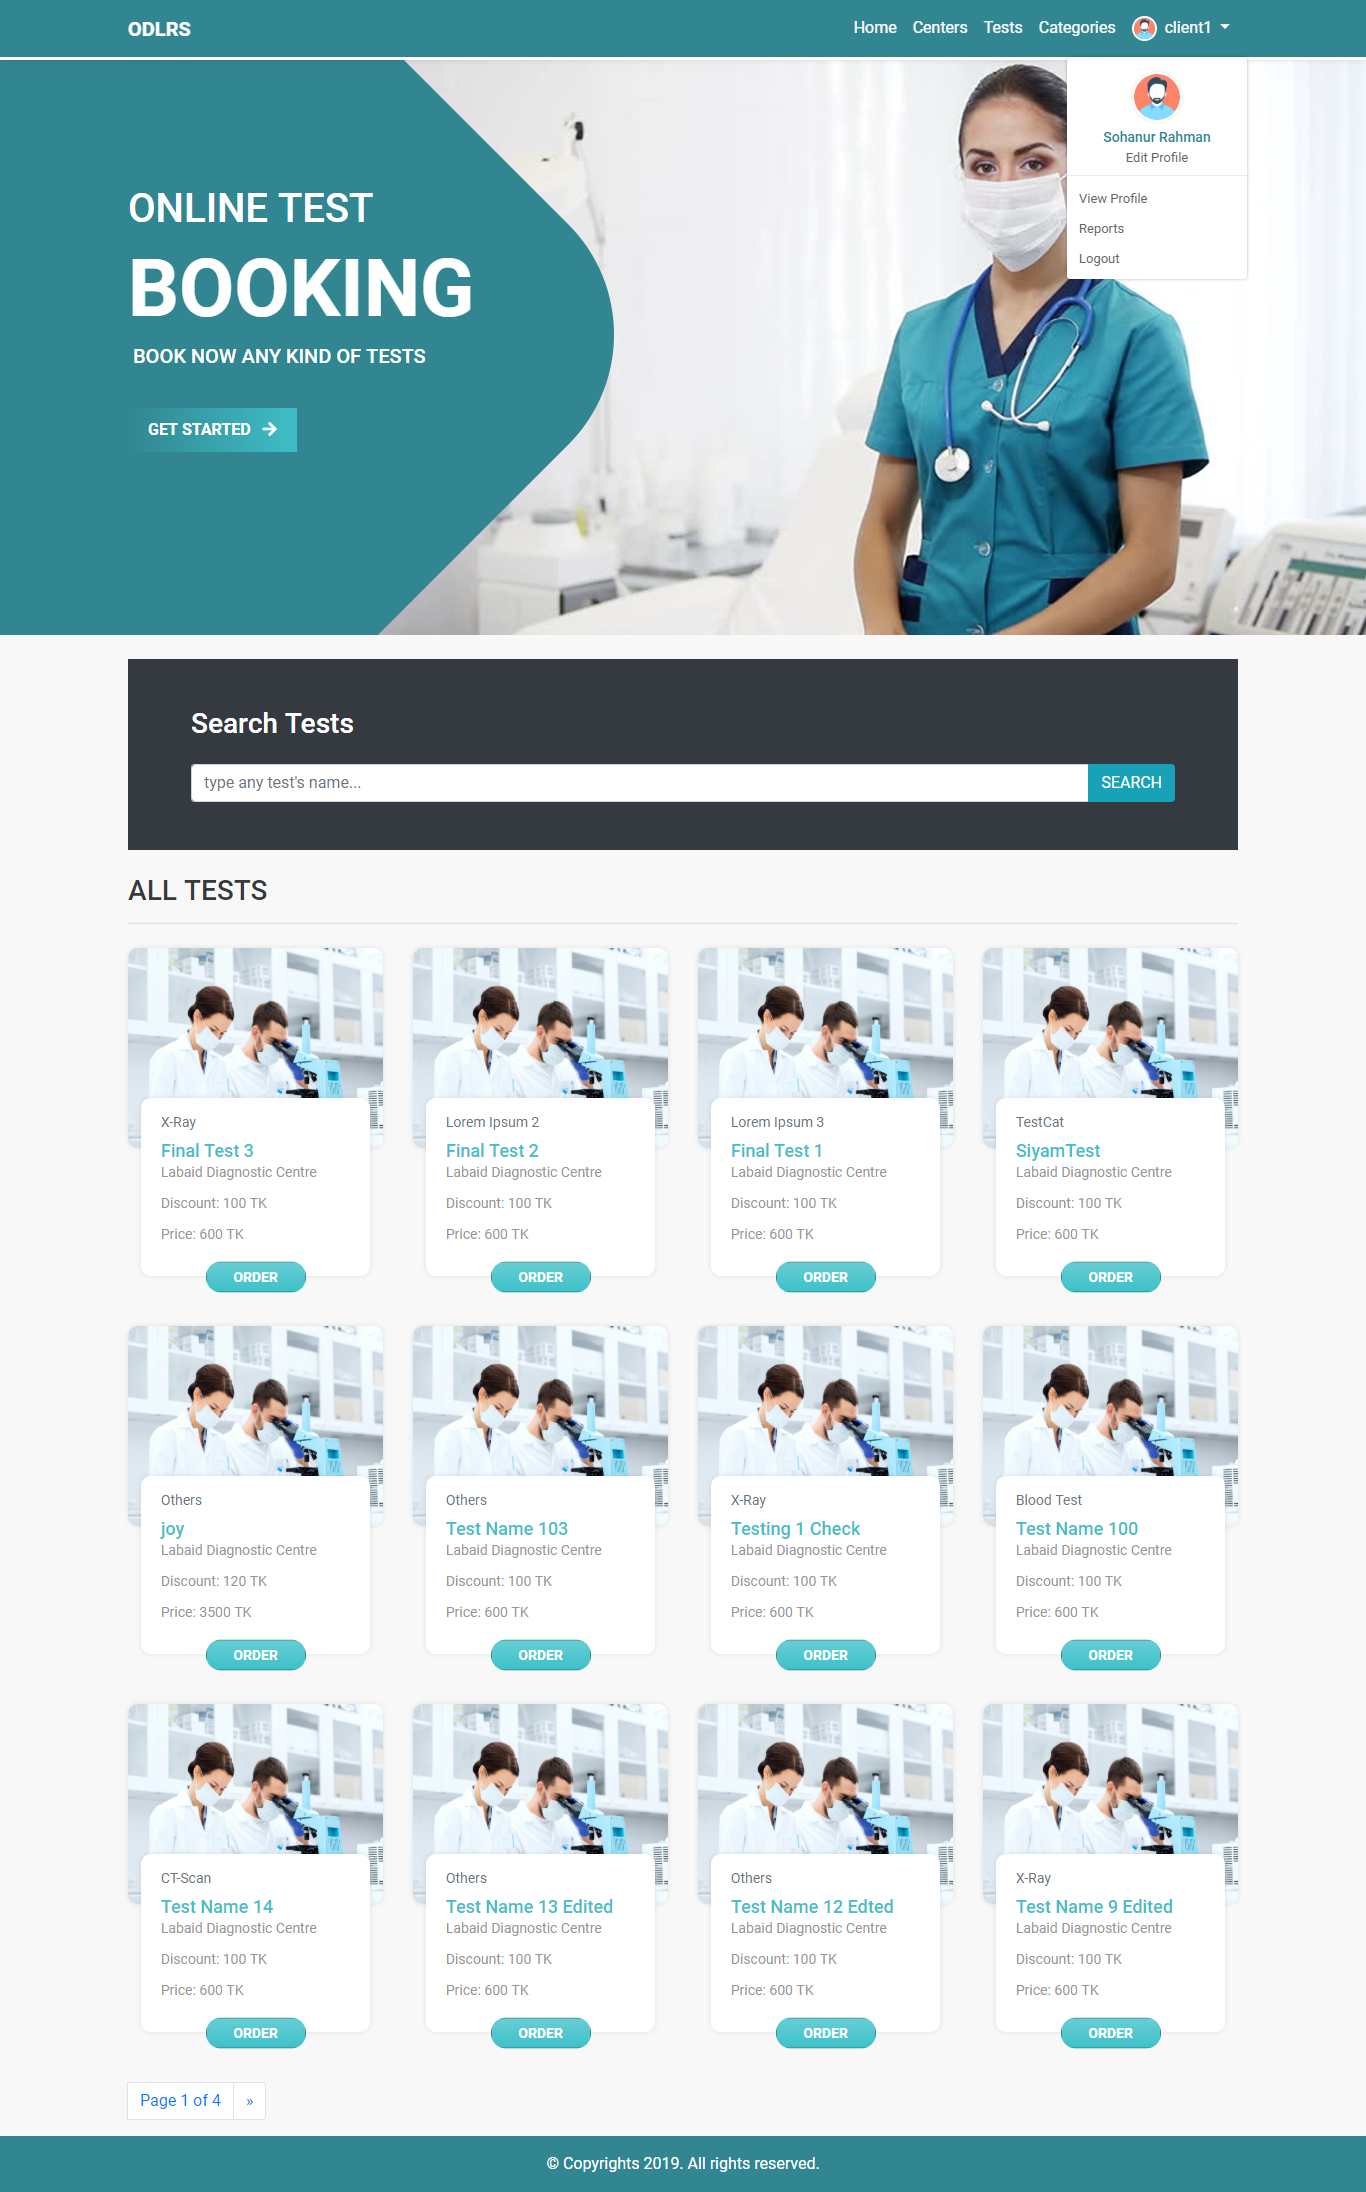 ODLRS
Home Centers Tests Categories client1
Sohanur Rahman
Edit Profile
View Profile
Reports
Logout
ONLINE TEST
BOOKING
BOOK NOW ANY KIND OF TESTS
GET STARTED →
Search Tests
type any test's name...
SEARCH
ALL TESTS
X-Ray
Final Test 3
Labaid Diagnostic Centre
Discount: 100 TK
Price: 600 TK
ORDER
Lorem Ipsum 2
Final Test 2
Labaid Diagnostic Centre
Discount: 100 TK
Price: 600 TK
ORDER
Lorem Ipsum 3
Final Test 1
Labaid Diagnostic Centre
Discount: 100 TK
Price: 600 TK
ORDER
TestCat
SiyamTest
Labaid Diagnostic Centre
Discount: 100 TK
Price: 600 TK
ORDER
Others
joy
Labaid Diagnostic Centre
Discount: 120 TK
Price: 3500 TK
ORDER
Others
Test Name 103
Labaid Diagnostic Centre
Discount: 100 TK
Price: 600 TK
ORDER
X-Ray
Testing 1 Check
Labaid Diagnostic Centre
Discount: 100 TK
Price: 600 TK
ORDER
Blood Test
Test Name 100
Labaid Diagnostic Centre
Discount: 100 TK
Price: 600 TK
ORDER
CT-Scan
Test Name 14
Labaid Diagnostic Centre
Discount: 100 TK
Price: 600 TK
ORDER
Others
Test Name 13 Edited
Labaid Diagnostic Centre
Discount: 100 TK
Price: 600 TK
ORDER
Others
Test Name 12 Edted
Labaid Diagnostic Centre
Discount: 100 TK
Price: 600 TK
ORDER
X-Ray
Test Name 9 Edited
Labaid Diagnostic Centre
Discount: 100 TK
Price: 600 TK
ORDER
Page 1 of 4 »
© Copyrights 2019. All rights reserved.